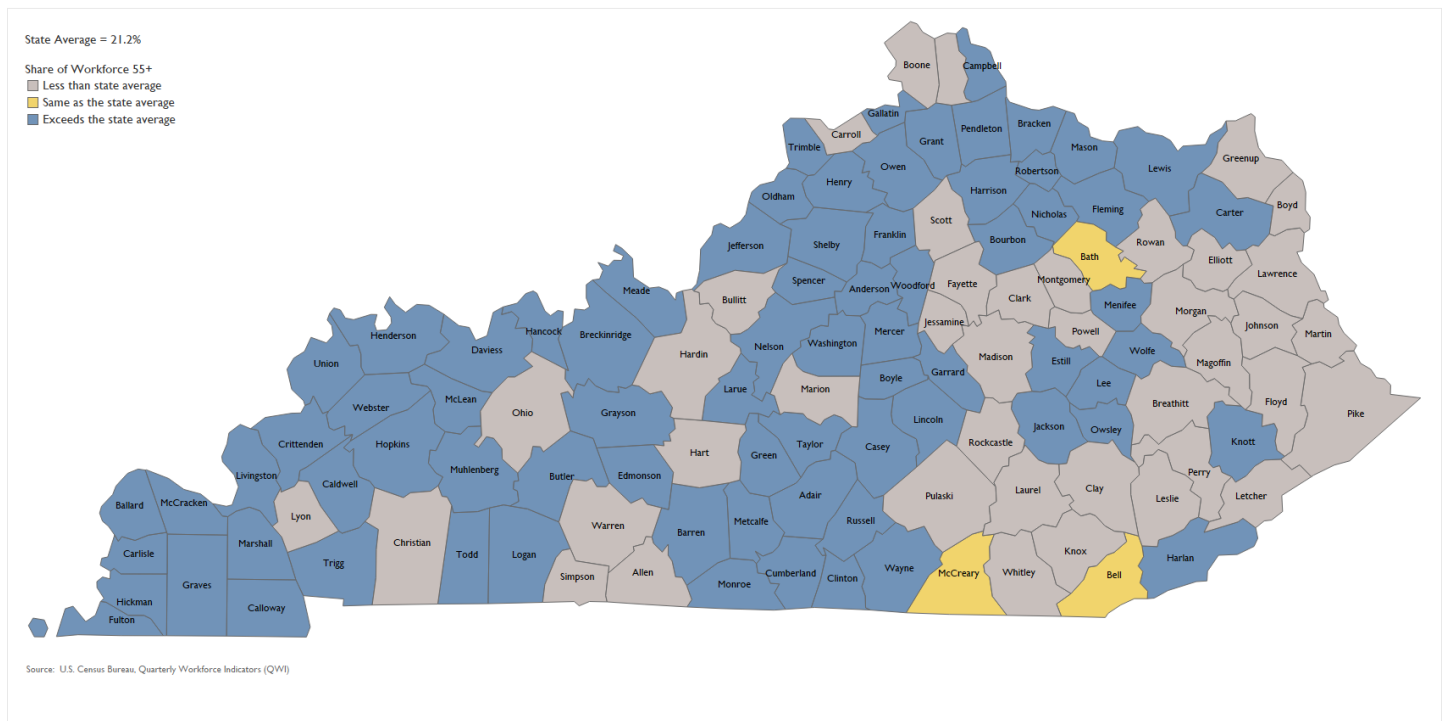 State Average = 21.2%
Share of Workforce 55+
Less than state average
Same as the state average
Exceeds the state average
Boone
Campbell
Gallatin
Carroll
Trimble
Grant
Pendleton
Bracken
Mason
Lewis
Greenup
Owen
Henry
Oldham
Harrison
Robertson
Carter
Boyd
Scott
Nicholas
Fleming
Jefferson
Shelby
Franklin
Bourbon
Rowan
Bath
Elliott
Lawrence
Spencer
Anderson
Woodford
Fayette
Montgomery
Clark
Menifee
Meade
Bullitt
Morgan
Johnson
Martin
Henderson
Hancock
Breckinridge
Daviess
Nelson
Washington
Mercer
Jessamine
Powell
Madison
Hardin
Union
Estill
Wolfe
Magoffin
Larue
Marion
Boyle
Garrard
Lee
McLean
Webster
Ohio
Grayson
Breathitt
Floyd
Pike
Lincoln
Jackson
Owsley
Knott
Crittenden
Hopkins
Taylor
Casey
Rockcastle
Hart
Green
Livingston
Muhlenberg
Butler
Edmonson
Caldwell
Perry
Adair
Pulaski
Laurel
Clay
Leslie
Letcher
Ballard
McCracken
Lyon
Warren
Metcalfe
Russell
Barren
Christian
Marshall
Carlisle
Todd
Logan
Trigg
Knox
Harlan
Graves
Simpson
Allen
Monroe
Cumberland
Clinton
Wayne
McCreary
Whitley
Bell
Hickman
Calloway
Fulton
Source: U.S. Census Bureau, Quarterly Workforce Indicators (QWI)